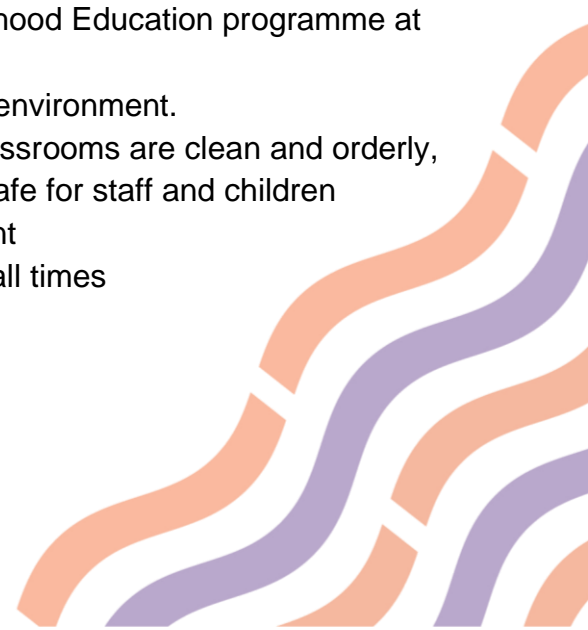 hood Education programme at
environment.
ssrooms are clean and orderly,
afe for staff and children
nt
all times